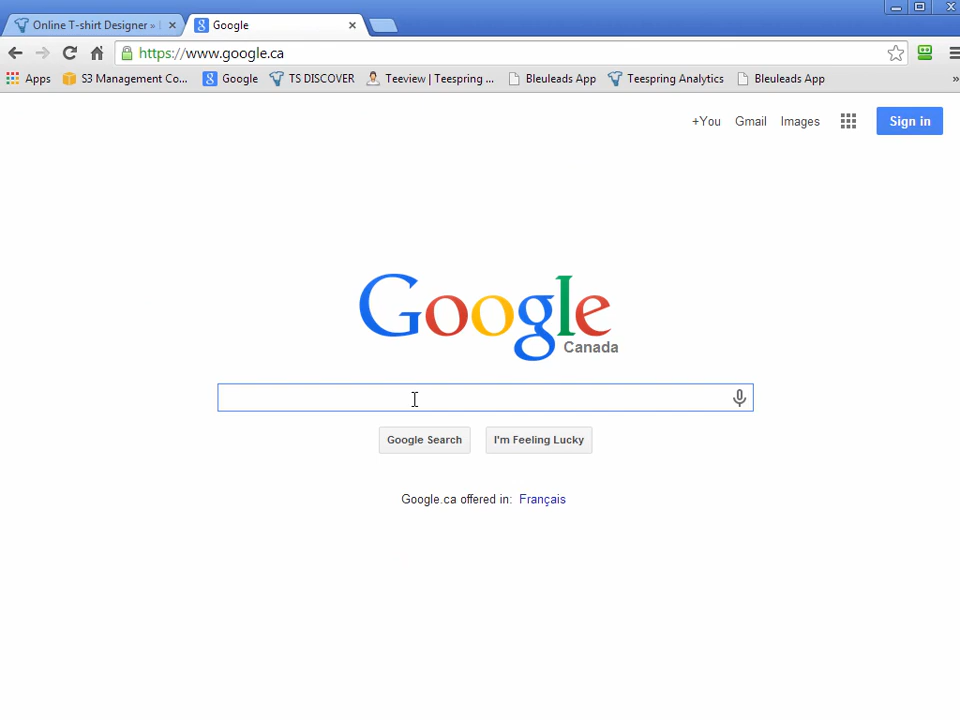 Online T-shirt Designer »
Google
https://www.google.ca
Apps S3 Management Co... Google TS DISCOVER Teeview | Teespring ... Bleuleads App Teespring Analytics Bleuleads App »
+You Gmail Images Sign in
Google
Canada
Google Search I'm Feeling Lucky
Google.ca offered in: Français